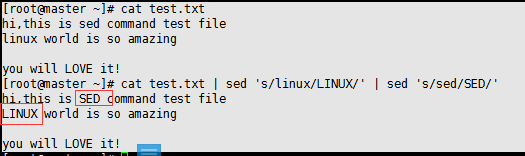 [root@master ~]# cat test.txt
hi,this is sed command test file
linux world is so amazing
you will LOVE it!
[root@master ~]# cat test.txt | sed 's/linux/LINUX/' | sed 's/sed/SED/'
hi,this is SED command test file
LINUX world is so amazing
you will LOVE it!
[root@master ~]#